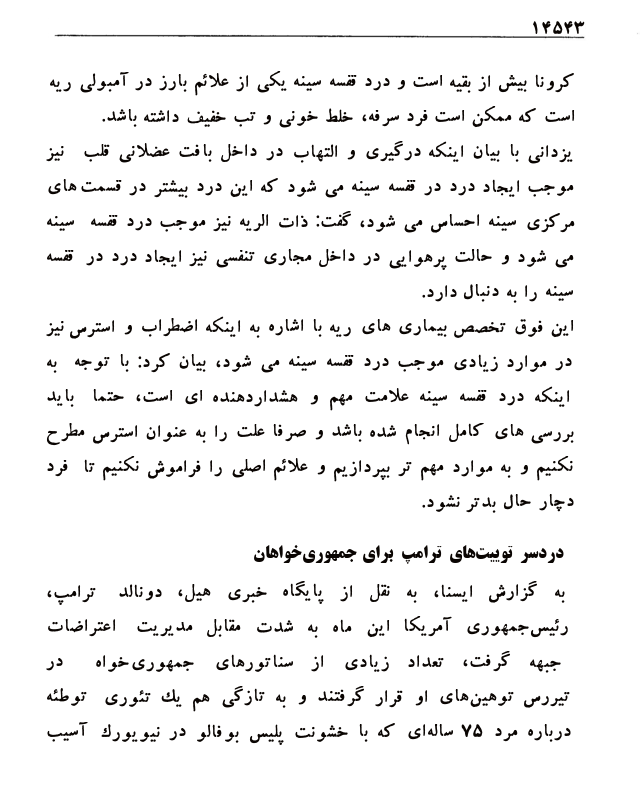 ۱۴۵۴۳
کرونا بیش از بقیه است و درد قفسه سینه یکی از علائم بارز در آمبولی ریه
است که ممکن است فرد سرفه، خلط خونی و تب خفیف داشته باشد.
یزدانی با بیان اینکه درگیری و التهاب در داخل بافت عضلانی قلب نیز
موجب ایجاد درد در قفسه سینه می شود که این درد بیشتر در قسمت‌های
مرکزی سینه احساس می شود، گفت: ذات الریه نیز موجب درد قفسه سینه
می شود و حالت پرهوایی در داخل مجاری تنفسی نیز ایجاد درد در قفسه
سینه را به دنبال دارد.
این فوق تخصص بیماری های ریه با اشاره به اینکه اضطراب و استرس نیز
در موارد زیادی موجب درد قفسه سینه می شود، بیان کرد: با توجه به
اینکه درد قفسه سینه علامت مهم و هشداردهنده ای است، حتما باید
بررسی های کامل انجام شده باشد و صرفا علت را به عنوان استرس مطرح
نکنیم و به موارد مهم تر بپردازیم و علائم اصلی را فراموش نکنیم تا فرد
دچار حال بدتر نشود.
دردسر توییت‌های ترامپ برای جمهوری‌خواهان
به گزارش ایسنا، به نقل از پایگاه خبری هیل، دونالد ترامپ،
رئیس‌جمهوری آمریکا این ماه به شدت مقابل مدیریت اعتراضات
جبهه گرفت، تعداد زیادی از سناتورهای جمهوری‌خواه در
تیررس توهین‌های او قرار گرفتند و به تازگی هم یك تئوری توطئه
درباره مرد ۷۵ ساله‌ای که با خشونت پلیس بوفالو در نیویورك آسیب